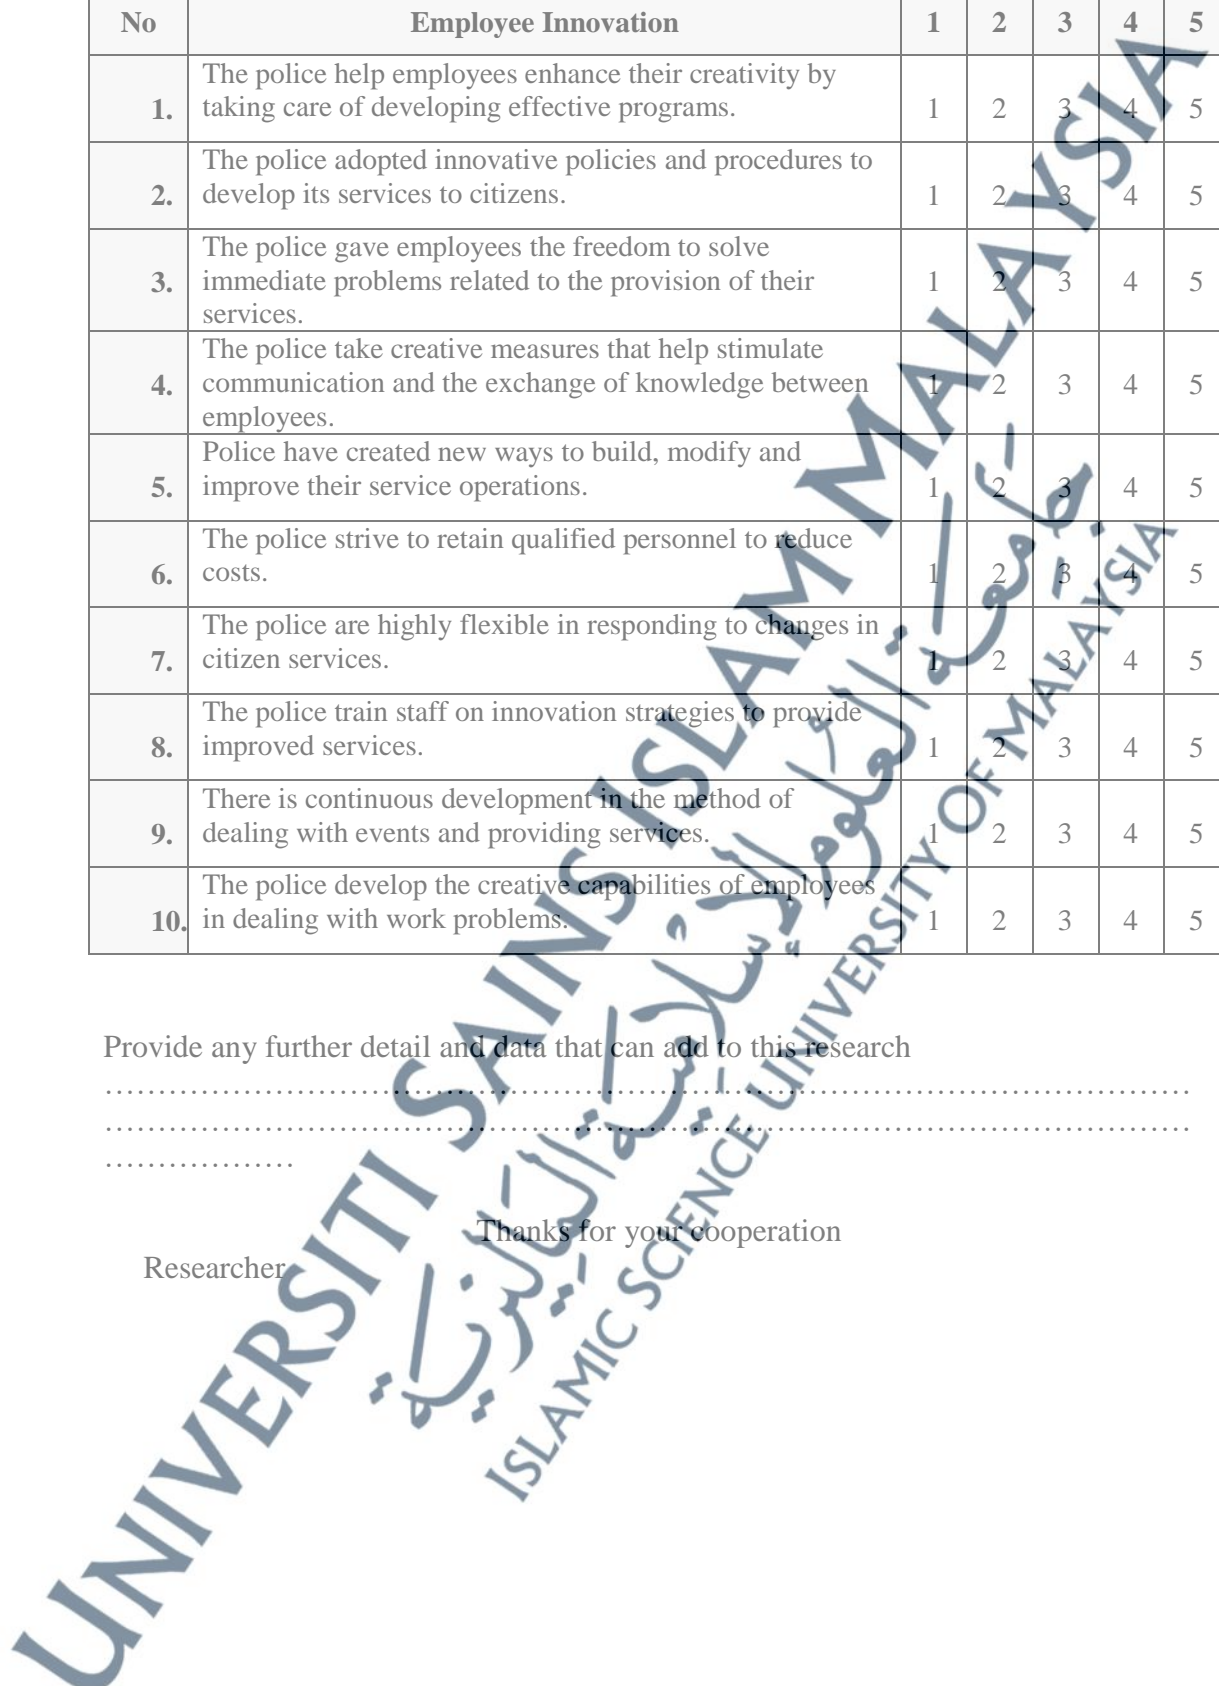 No Employee Innovation 1 2 3 4 5
The police help employees enhance their creativity by
1. taking care of developing effective programs. 1 2 3 4 5
The police adopted innovative policies and procedures to
2. develop its services to citizens. 1 2 3 4 5
The police gave employees the freedom to solve
3. immediate problems related to the provision of their 1 2 3 4 5
services.
The police take creative measures that help stimulate
4. communication and the exchange of knowledge between 1 2 3 4 5
employees.
Police have created new ways to build, modify and
5. improve their service operations. 1 2 3 4 5
The police strive to retain qualified personnel to reduce
6. costs. 1 2 3 4 5
The police are highly flexible in responding to changes in
7. citizen services. 1 2 3 4 5
The police train staff on innovation strategies to provide
8. improved services. 1 2 3 4 5
There is continuous development in the method of
9. dealing with events and providing services. 1 2 3 4 5
The police develop the creative capabilities of employees
10. in dealing with work problems. 1 2 3 4 5
Provide any further detail and data that can add to this research
…………………………………………………………………………………………
…………………………………………………………………………………………
………………
Thanks for your cooperation
Researcher
UNIVERSITI SAINS ISLAM MALAYSIA
جامعة العلوم الإسلامية الماليزية
ISLAMIC SCIENCE UNIVERSITY OF MALAYSIA